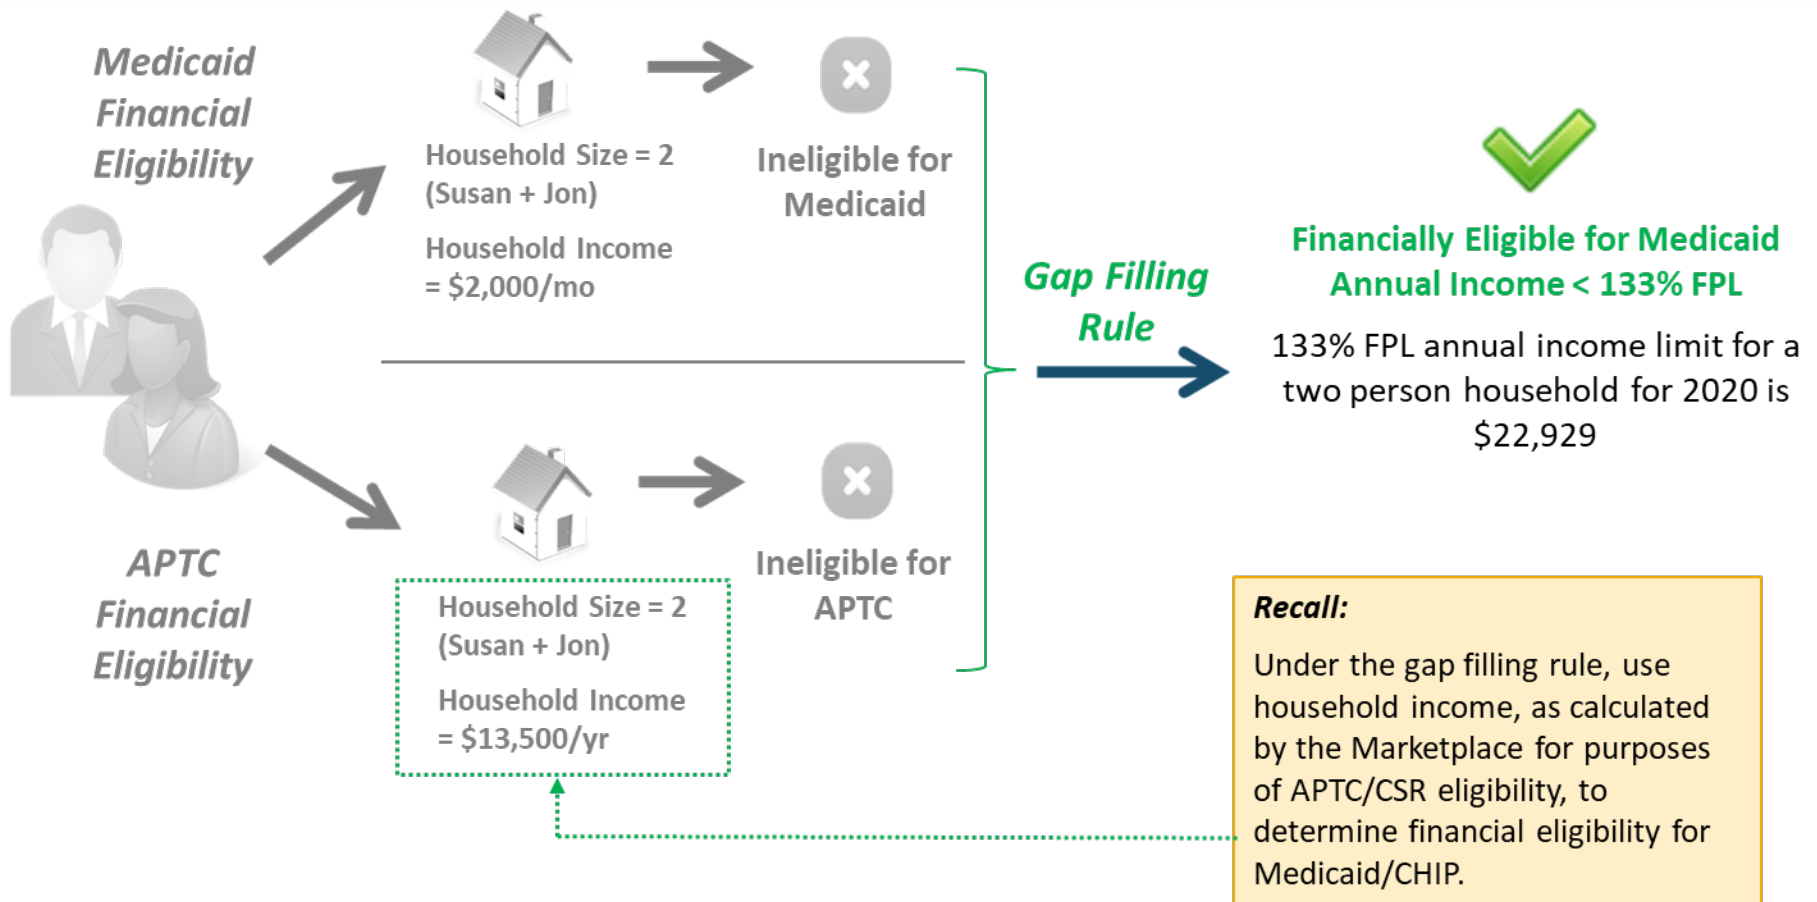 Medicaid
Financial
Eligibility
Household Size = 2
(Susan + Jon)
Household Income
= $2,000/mo
Ineligible for
Medicaid
APTC
Financial
Eligibility
Household Size = 2
(Susan + Jon)
Household Income
= $13,500/yr
Ineligible for
APTC
Gap Filling
Rule
Financially Eligible for Medicaid
Annual Income < 133% FPL
133% FPL annual income limit for a
two person household for 2020 is
$22,929
Recall:
Under the gap filling rule, use
household income, as calculated
by the Marketplace for purposes
of APTC/CSR eligibility, to
determine financial eligibility for
Medicaid/CHIP.